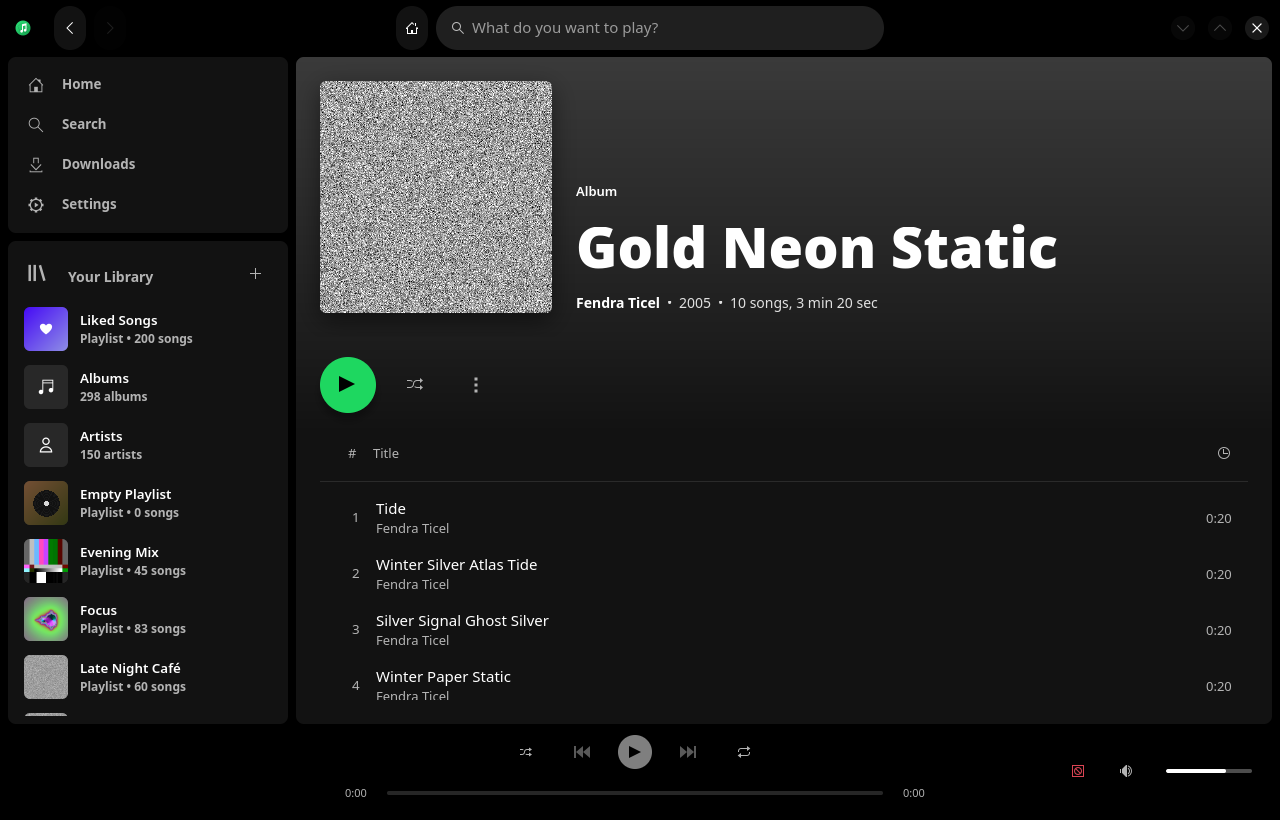 What do you want to play?
Home
Search
Downloads
Settings
Your Library
Liked Songs
Playlist • 200 songs
Albums
298 albums
Artists
150 artists
Empty Playlist
Playlist • 0 songs
Evening Mix
Playlist • 45 songs
Focus
Playlist • 83 songs
Late Night Café
Playlist • 60 songs
Album
Gold Neon Static
Fendra Ticel • 2005 • 10 songs, 3 min 20 sec
# Title
1 Tide 0:20
Fendra Ticel
2 Winter Silver Atlas Tide 0:20
Fendra Ticel
3 Silver Signal Ghost Silver 0:20
Fendra Ticel
4 Winter Paper Static 0:20
Fendra Ticel
0:00 0:00